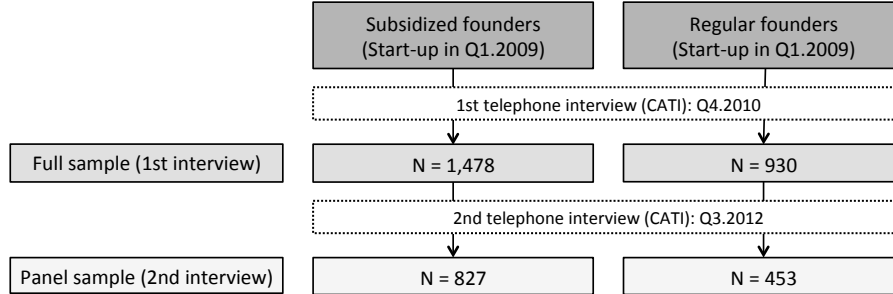 Subsidized founders
(Start-up in Q1.2009)
Regular founders
(Start-up in Q1.2009)
1st telephone interview (CATI): Q4.2010
Full sample (1st interview)
N = 1,478
N = 930
2nd telephone interview (CATI): Q3.2012
Panel sample (2nd interview)
N = 827
N = 453